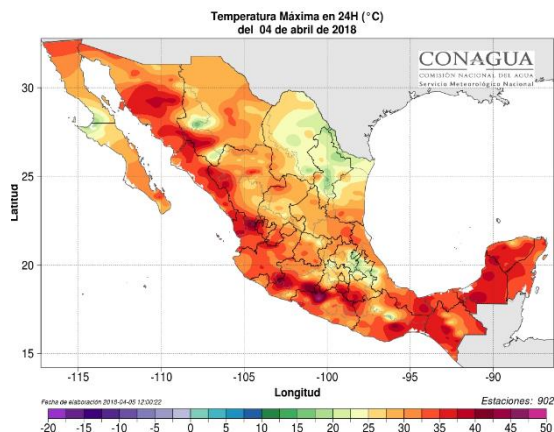 Temperatura Máxima en 24H (°C)
del 04 de abril de 2018
CONAGUA
COMISIÓN NACIONAL DEL AGUA
Servicio Meteorológico Nacional
30
25
20
15
Latitud
-115 -110 -105 -100 -95 -90
Longitud
Fecha de elaboración 2018-04-05 12:00:22
Estaciones: 902
-20 -15 -10 -5 0 5 10 15 20 25 30 35 40 45 50